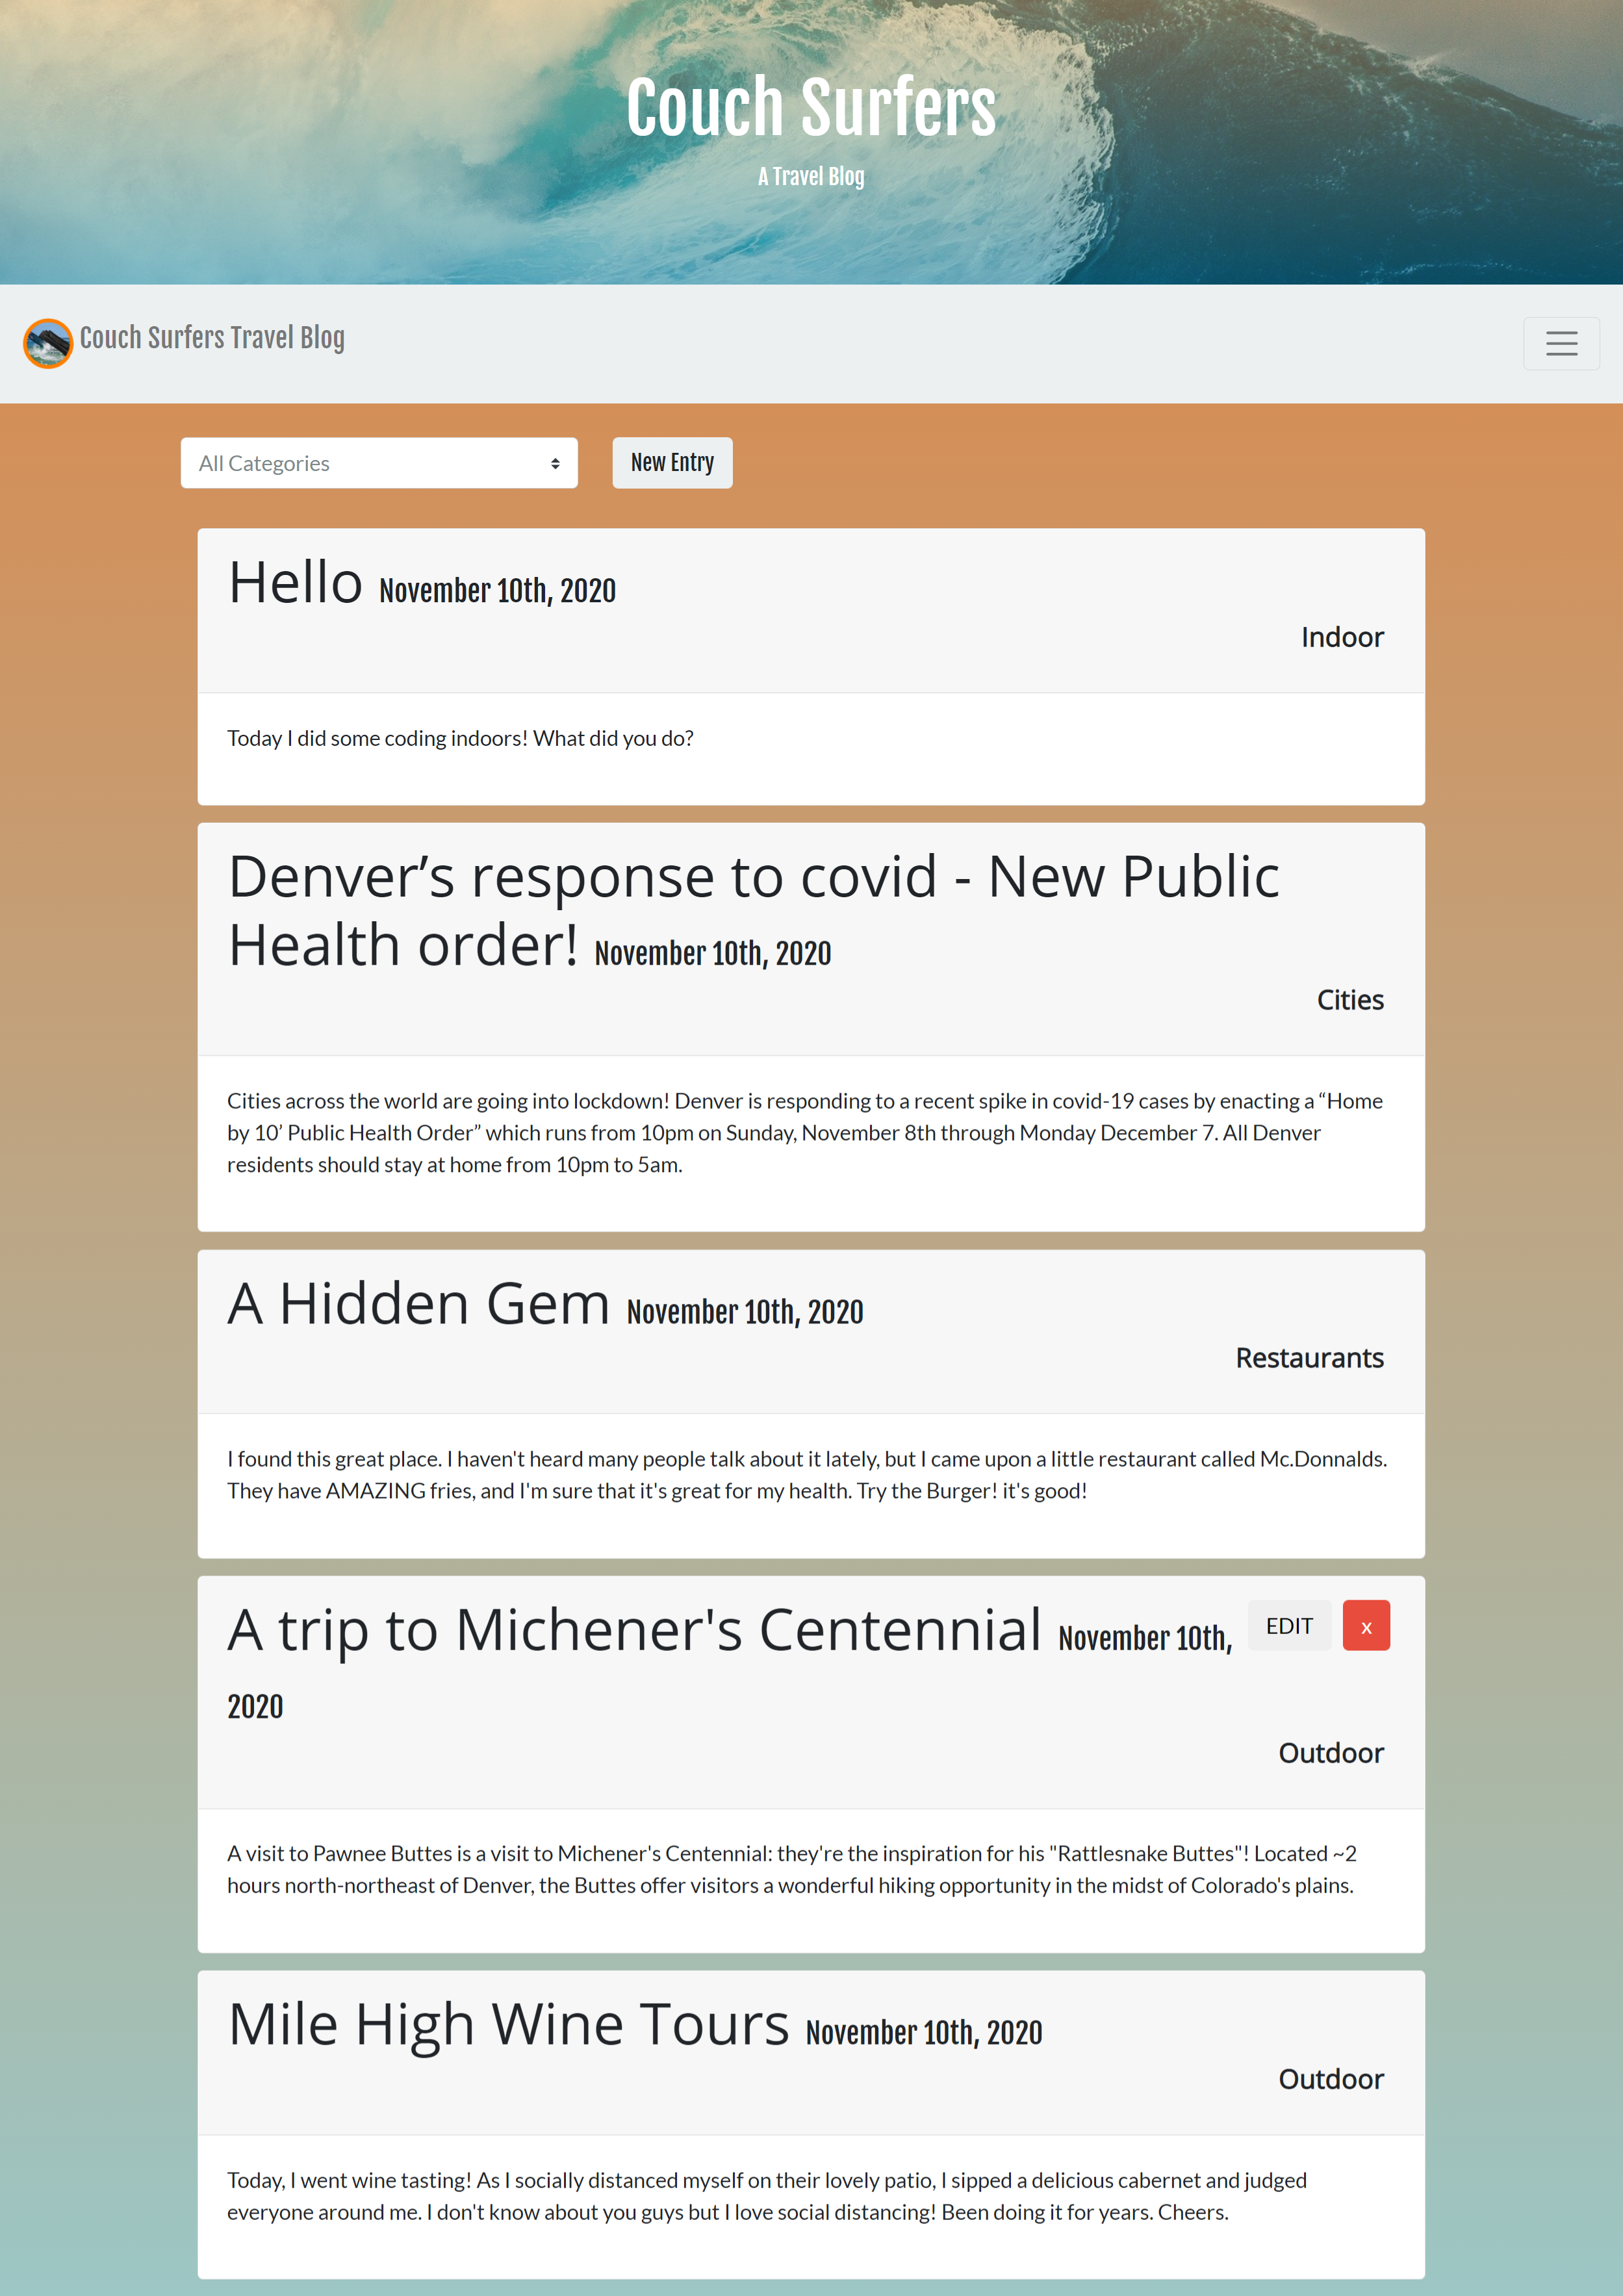 Couch Surfers
A Travel Blog
Couch Surfers Travel Blog
All Categories
New Entry
Hello November 10th, 2020
Indoor
Today I did some coding indoors! What did you do?
Denver’s response to covid - New Public
Health order! November 10th, 2020
Cities
Cities across the world are going into lockdown! Denver is responding to a recent spike in covid-19 cases by enacting a “Home
by 10’ Public Health Order” which runs from 10pm on Sunday, November 8th through Monday December 7. All Denver
residents should stay at home from 10pm to 5am.
A Hidden Gem November 10th, 2020
Restaurants
I found this great place. I haven't heard many people talk about it lately, but I came upon a little restaurant called Mc.Donnalds.
They have AMAZING fries, and I'm sure that it's great for my health. Try the Burger! it's good!
A trip to Michener's Centennial November 10th,
2020
EDIT
x
Outdoor
A visit to Pawnee Buttes is a visit to Michener's Centennial: they're the inspiration for his "Rattlesnake Buttes"! Located ~2
hours north-northeast of Denver, the Buttes offer visitors a wonderful hiking opportunity in the midst of Colorado's plains.
Mile High Wine Tours November 10th, 2020
Outdoor
Today, I went wine tasting! As I socially distanced myself on their lovely patio, I sipped a delicious cabernet and judged
everyone around me. I don't know about you guys but I love social distancing! Been doing it for years. Cheers.